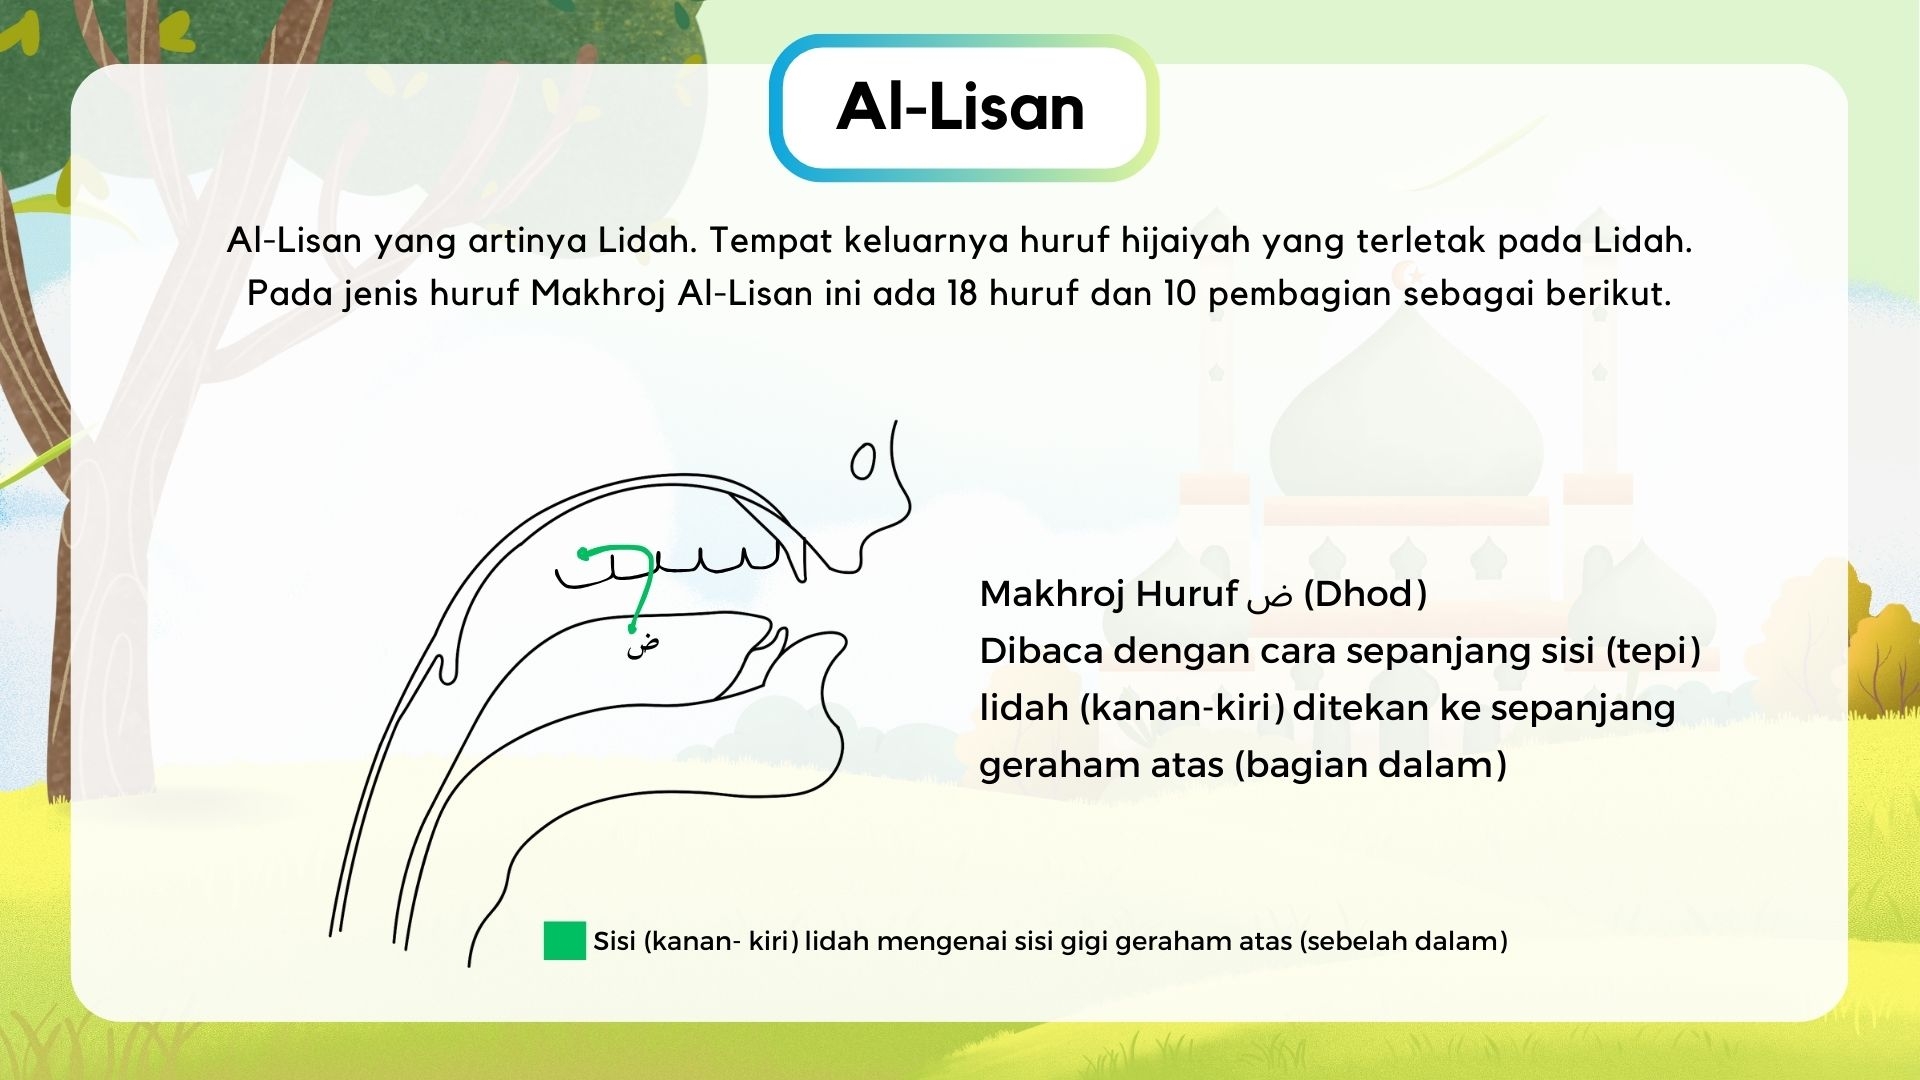 Al-Lisan
Al-Lisan yang artinya Lidah. Tempat keluarnya huruf hijaiyah yang terletak pada Lidah.
Pada jenis huruf Makhroj Al-Lisan ini ada 18 huruf dan 10 pembagian sebagai berikut.
ض
Makhroj Huruf ض (Dhod)
Dibaca dengan cara sepanjang sisi (tepi)
lidah (kanan-kiri) ditekan ke sepanjang
geraham atas (bagian dalam)
Sisi (kanan- kiri) lidah mengenai sisi gigi geraham atas (sebelah dalam)